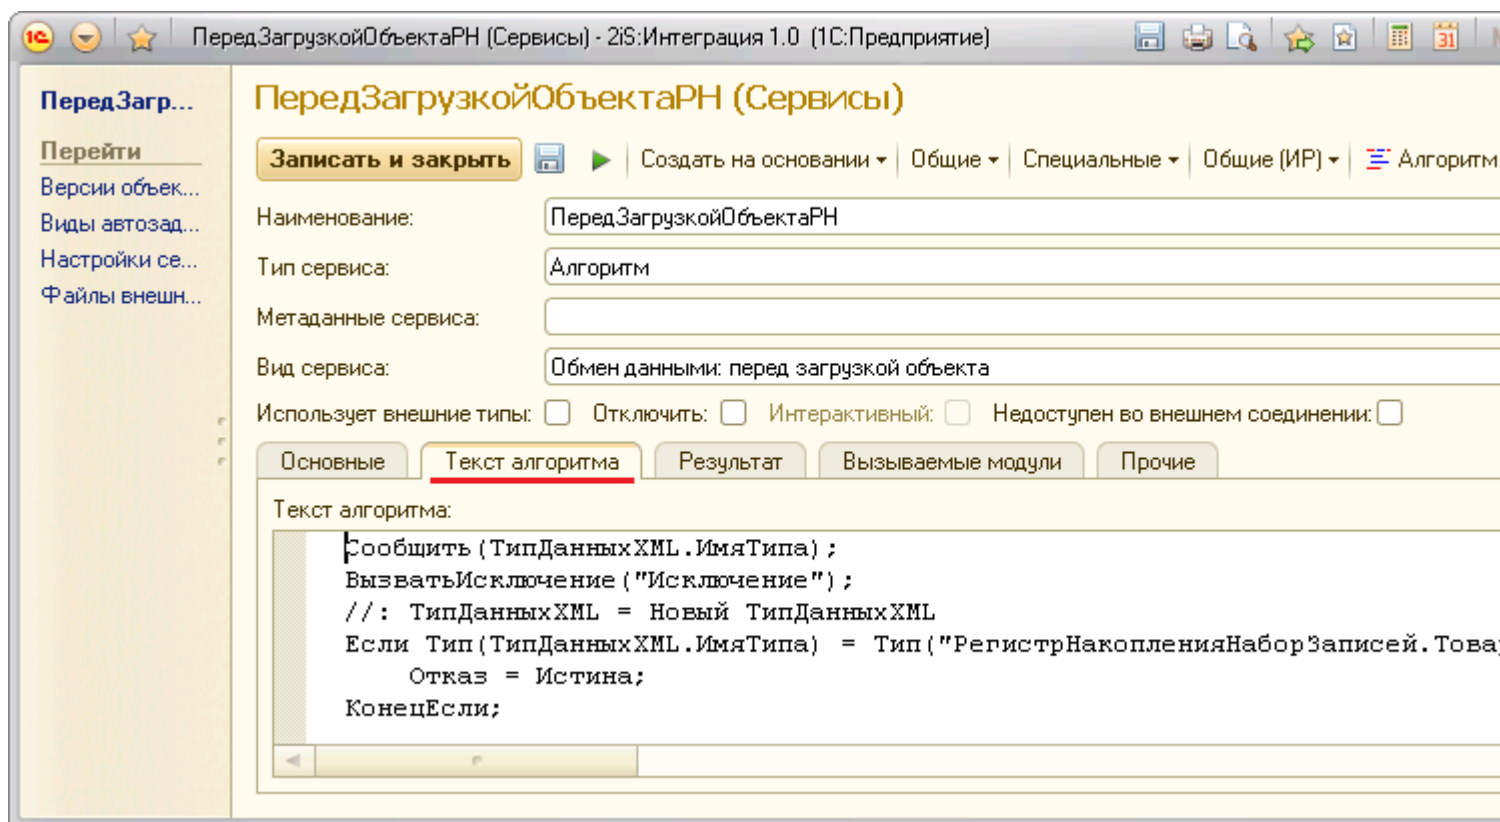 1С ПередЗагрузкойОбъектаРН (Сервисы) - 2iS:Интеграция 1.0 (1С:Предприятие) 31
ПередЗагр...
Перейти
Версии объек...
Виды автозад...
Настройки се...
Файлы внешн...
ПередЗагрузкойОбъектаРН (Сервисы)
Записать и закрыть Создать на основании Общие Специальные Общие (ИР) Алгоритм
Наименование: ПередЗагрузкойОбъектаРН
Тип сервиса: Алгоритм
Метаданные сервиса:
Вид сервиса: Обмен данными: перед загрузкой объекта
Использует внешние типы: Отключить: Интерактивный: Недоступен во внешнем соединении:
Основные Текст алгоритма Результат Вызываемые модули Прочие
Текст алгоритма:
Сообщить(ТипДанныхXML.ИмяТипа);
ВызватьИсключение("Исключение");
//: ТипДанныхXML = Новый ТипДанныхXML
Если Тип(ТипДанныхXML.ИмяТипа) = Тип("РегистрНакопленияНаборЗаписей.Това
Отказ = Истина;
КонецЕсли;